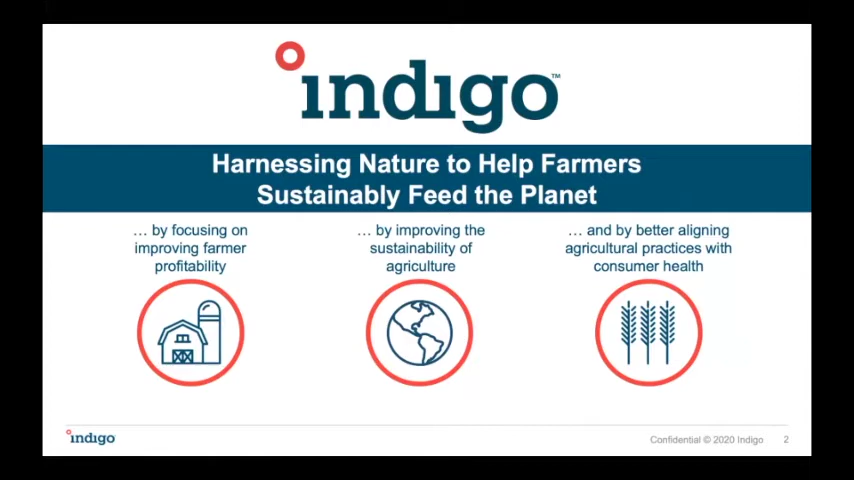 indigo™
Harnessing Nature to Help Farmers
Sustainably Feed the Planet
... by focusing on
improving farmer
profitability
... by improving the
sustainability of
agriculture
... and by better aligning
agricultural practices with
consumer health
indigo
Confidential © 2020 Indigo 2